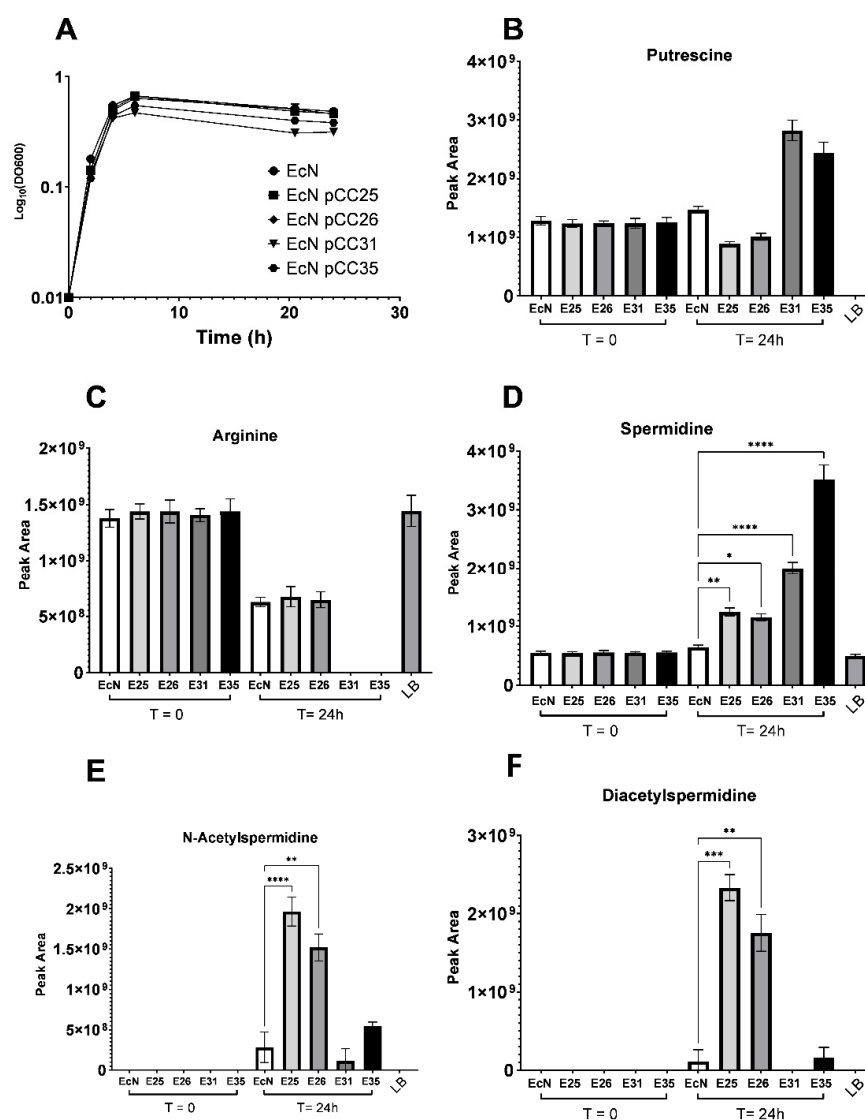 A
1
0.1
0.01
Log₁₀(DO600)
0 10 20 30
Time (h)
EcN
EcN pCC25
EcN pCC26
EcN pCC31
EcN pCC35
B
Putrescine
4×10⁹
3×10⁹
2×10⁹
1×10⁹
0
Peak Area
EcN E25 E26 E31 E35 EcN E25 E26 E31 E35 LB
T = 0 T= 24h
C
Arginine
2×10⁹
1.5×10⁹
1×10⁹
5×10⁸
0
Peak Area
EcN E25 E26 E31 E35 EcN E25 E26 E31 E35 LB
T = 0 T= 24h
D
Spermidine
4×10⁹
3×10⁹
2×10⁹
1×10⁹
0
Peak Area
****
****
*
**
EcN E25 E26 E31 E35 EcN E25 E26 E31 E35 LB
T = 0 T= 24h
E
N-Acetylspermidine
2.5×10⁹
2×10⁹
1.5×10⁹
1×10⁹
5×10⁸
0
Peak Area
**
****
EcN E25 E26 E31 E35 EcN E25 E26 E31 E35 LB
T = 0 T= 24h
F
Diacetylspermidine
3×10⁹
2×10⁹
1×10⁹
0
Peak Area
**
***
EcN E25 E26 E31 E35 EcN E25 E26 E31 E35 LB
T = 0 T= 24h